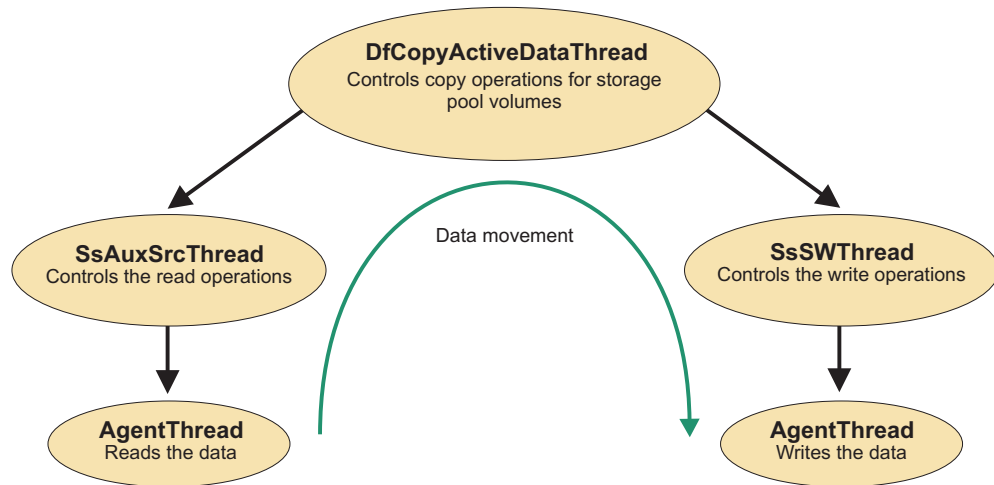 DfCopyActiveDataThread
Controls copy operations for storage
pool volumes
Data movement
SsAuxSrcThread
Controls the read operations
SsSWThread
Controls the write operations
AgentThread
Reads the data
AgentThread
Writes the data